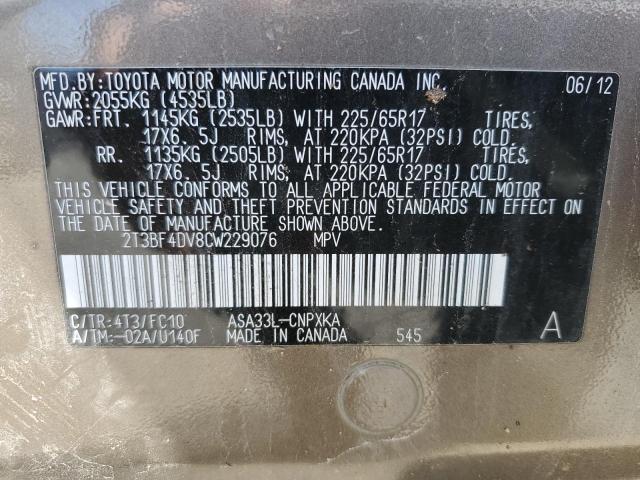 MFD.BY:TOYOTA MOTOR MANUFACTURING CANADA INC. 06/12
GVWR:2055KG (4535LB)
GAWR:FRT. 1145KG (2535LB) WITH 225/65R17 TIRES,
17X6. 5J RIMS, AT 220KPA (32PSI) COLD.
RR. 1135KG (2505LB) WITH 225/65R17 TIRES,
17X6. 5J RIMS, AT 220KPA (32PSI) COLD.
THIS VEHICLE CONFORMS TO ALL APPLICABLE FEDERAL MOTOR
VEHICLE SAFETY AND THEFT PREVENTION STANDARDS IN EFFECT ON
THE DATE OF MANUFACTURE SHOWN ABOVE.
2T3BF4DV8CW229076 MPV
C/TR:4T3/FC10 ASA33L-CNPXKA
A/TM:-02A/U140F MADE IN CANADA 545 A